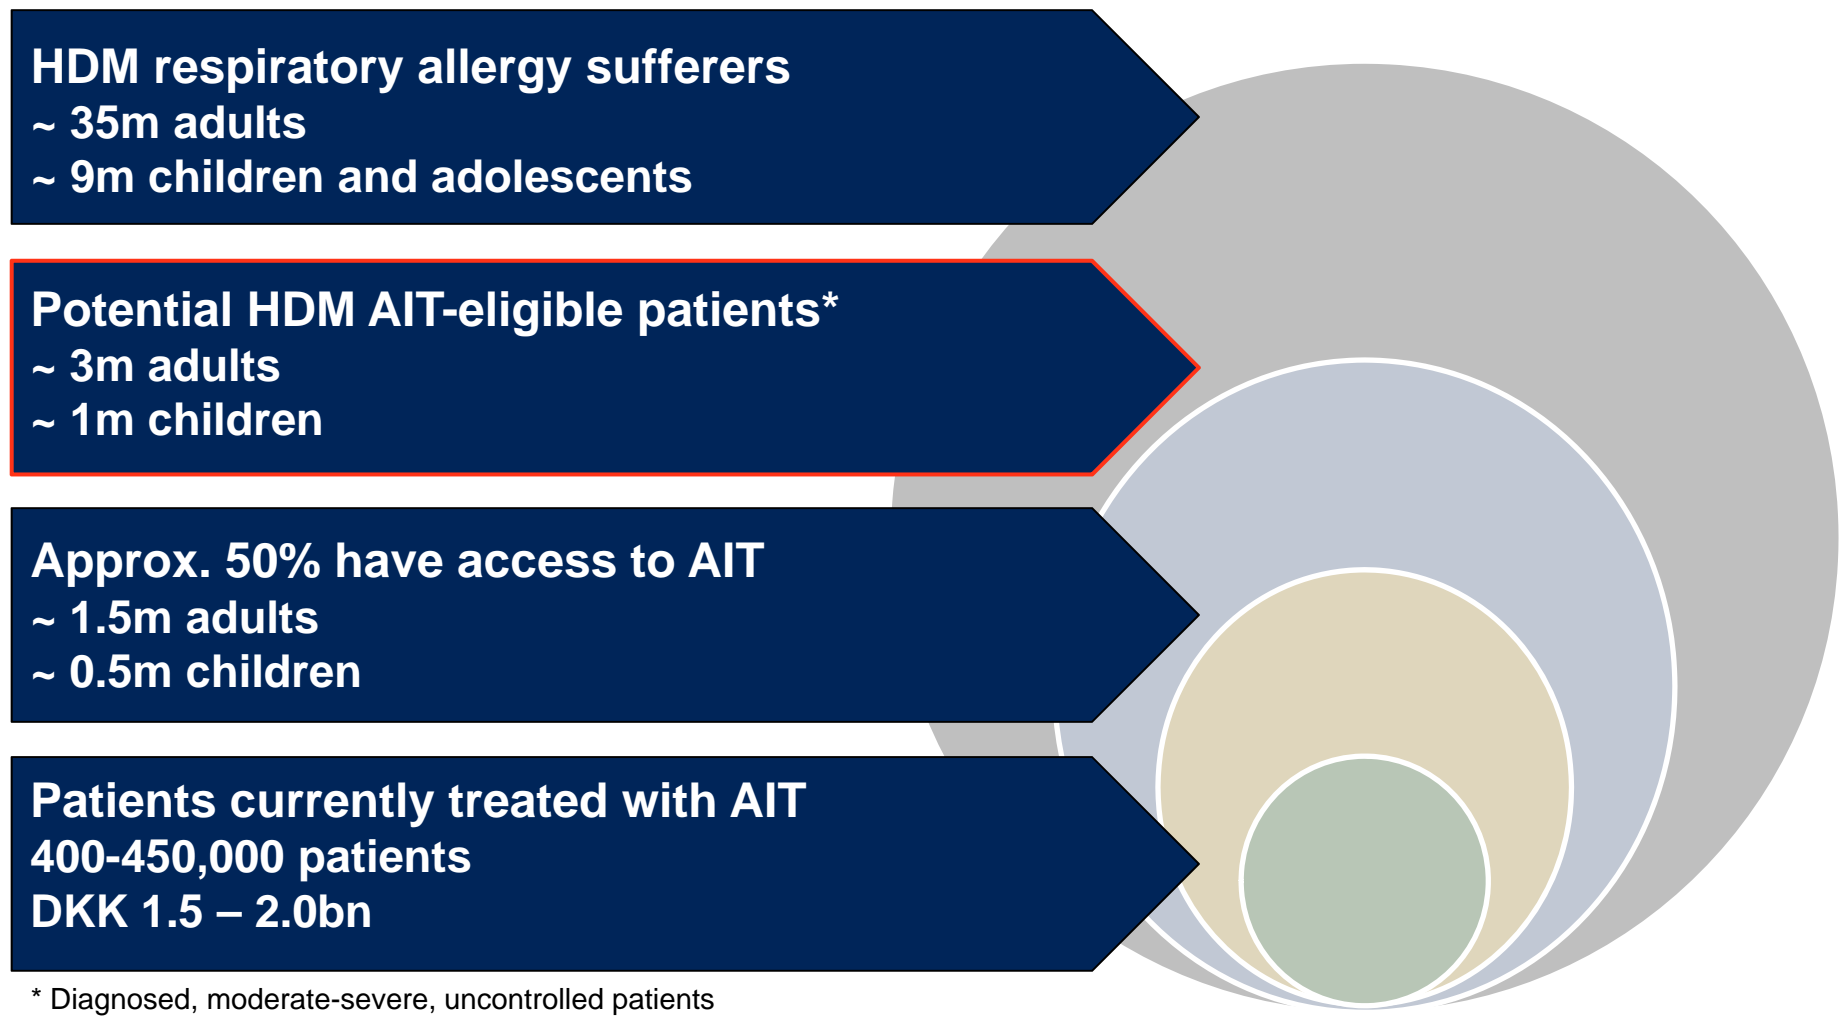 HDM respiratory allergy sufferers
~ 35m adults
~ 9m children and adolescents
Potential HDM AIT-eligible patients*
~ 3m adults
~ 1m children
Approx. 50% have access to AIT
~ 1.5m adults
~ 0.5m children
Patients currently treated with AIT
400-450,000 patients
DKK 1.5 – 2.0bn
* Diagnosed, moderate-severe, uncontrolled patients